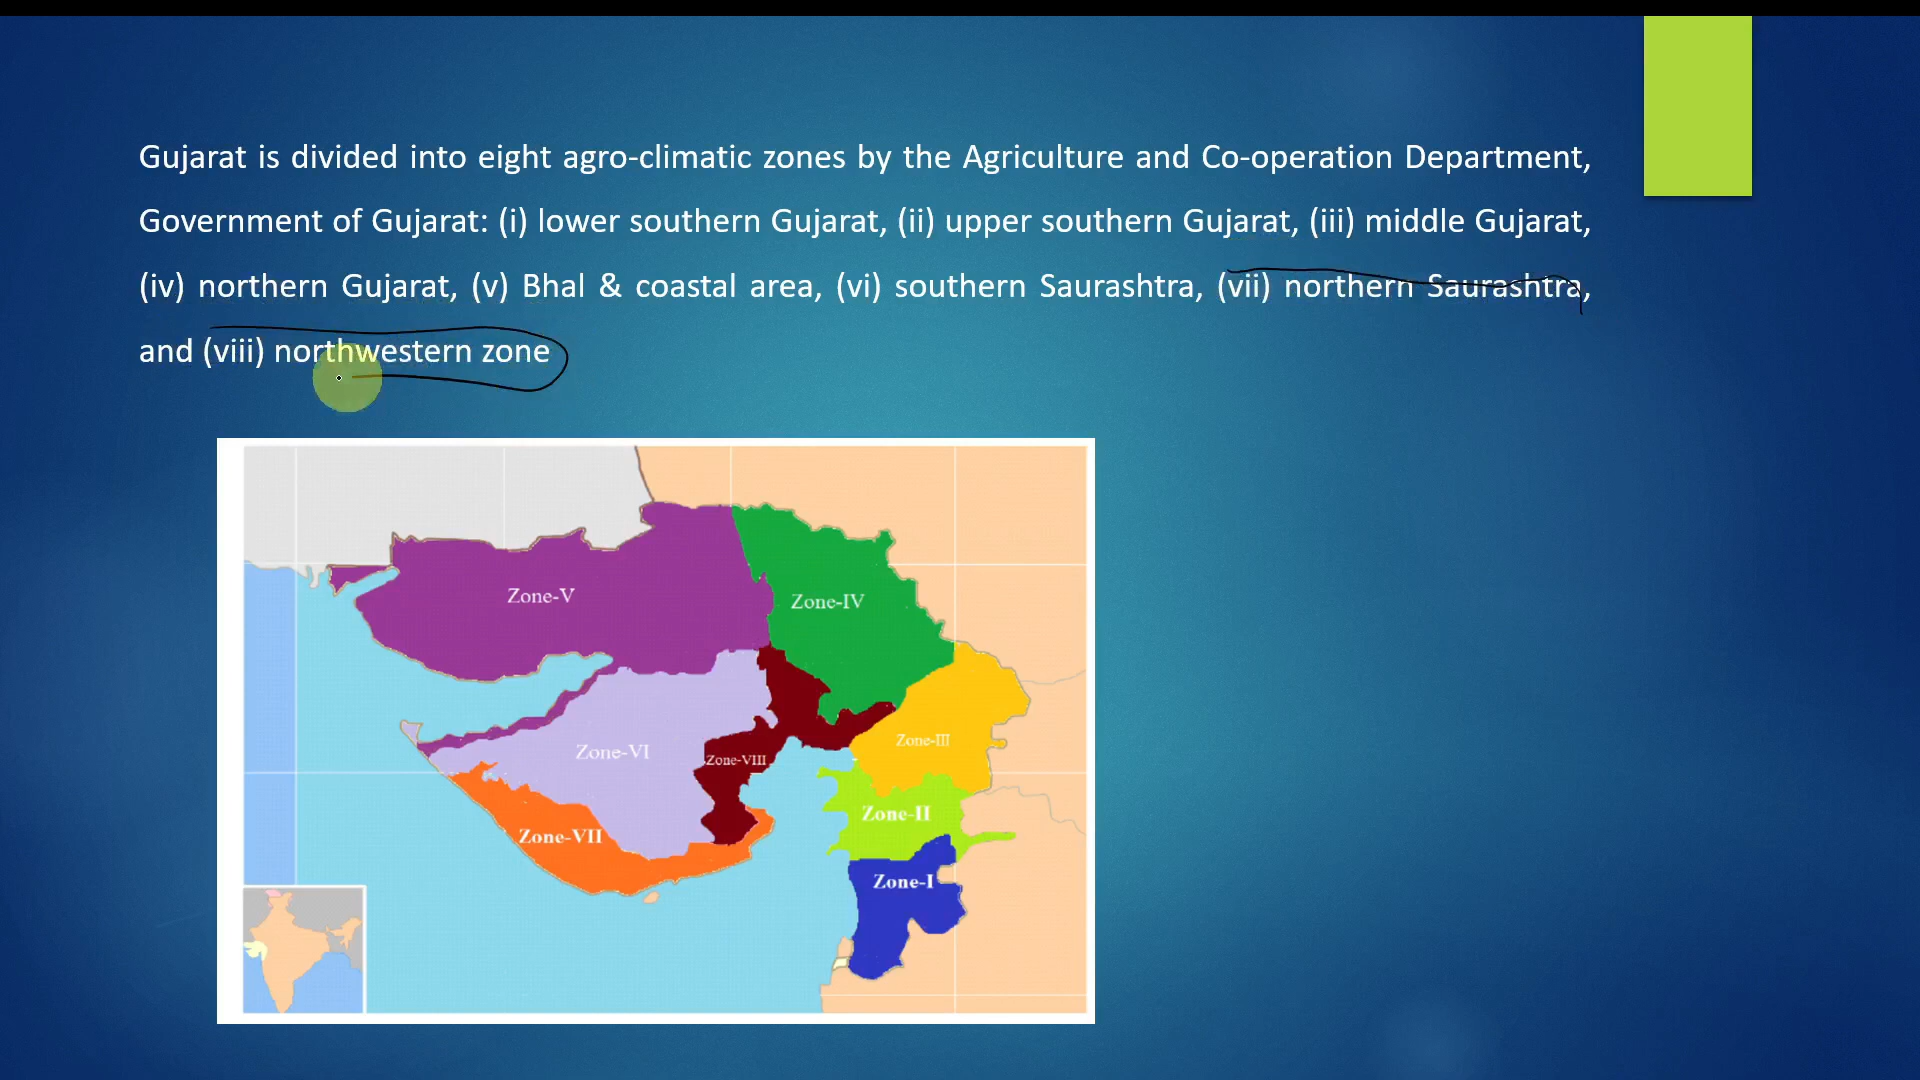 Gujarat is divided into eight agro-climatic zones by the Agriculture and Co-operation Department,
Government of Gujarat: (i) lower southern Gujarat, (ii) upper southern Gujarat, (iii) middle Gujarat,
(iv) northern Gujarat, (v) Bhal & coastal area, (vi) southern Saurashtra, (vii) northern Saurashtra,
and (viii) northwestern zone
Zone-V
Zone-IV
Zone-III
Zone-VI
Zone-VIII
Zone-II
Zone-VII
Zone-I